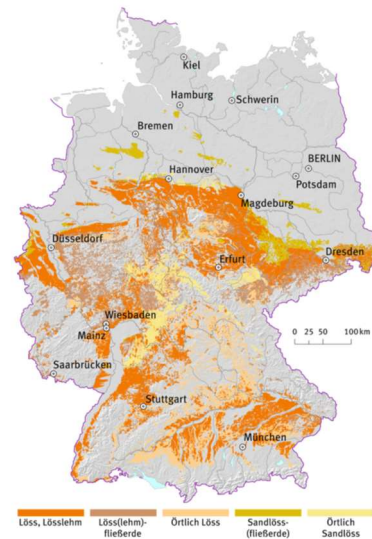 Kiel
Hamburg
Schwerin
Bremen
BERLIN
Hannover
Potsdam
Magdeburg
Düsseldorf
Dresden
Erfurt
Wiesbaden
Mainz
0 25 50 100 km
Saarbrücken
Stuttgart
München
Löss, Lösslehm
Löss(lehm)-
fließerde
Örtlich Löss
Sandlöss-
(fließerde)
Örtlich
Sandlöss